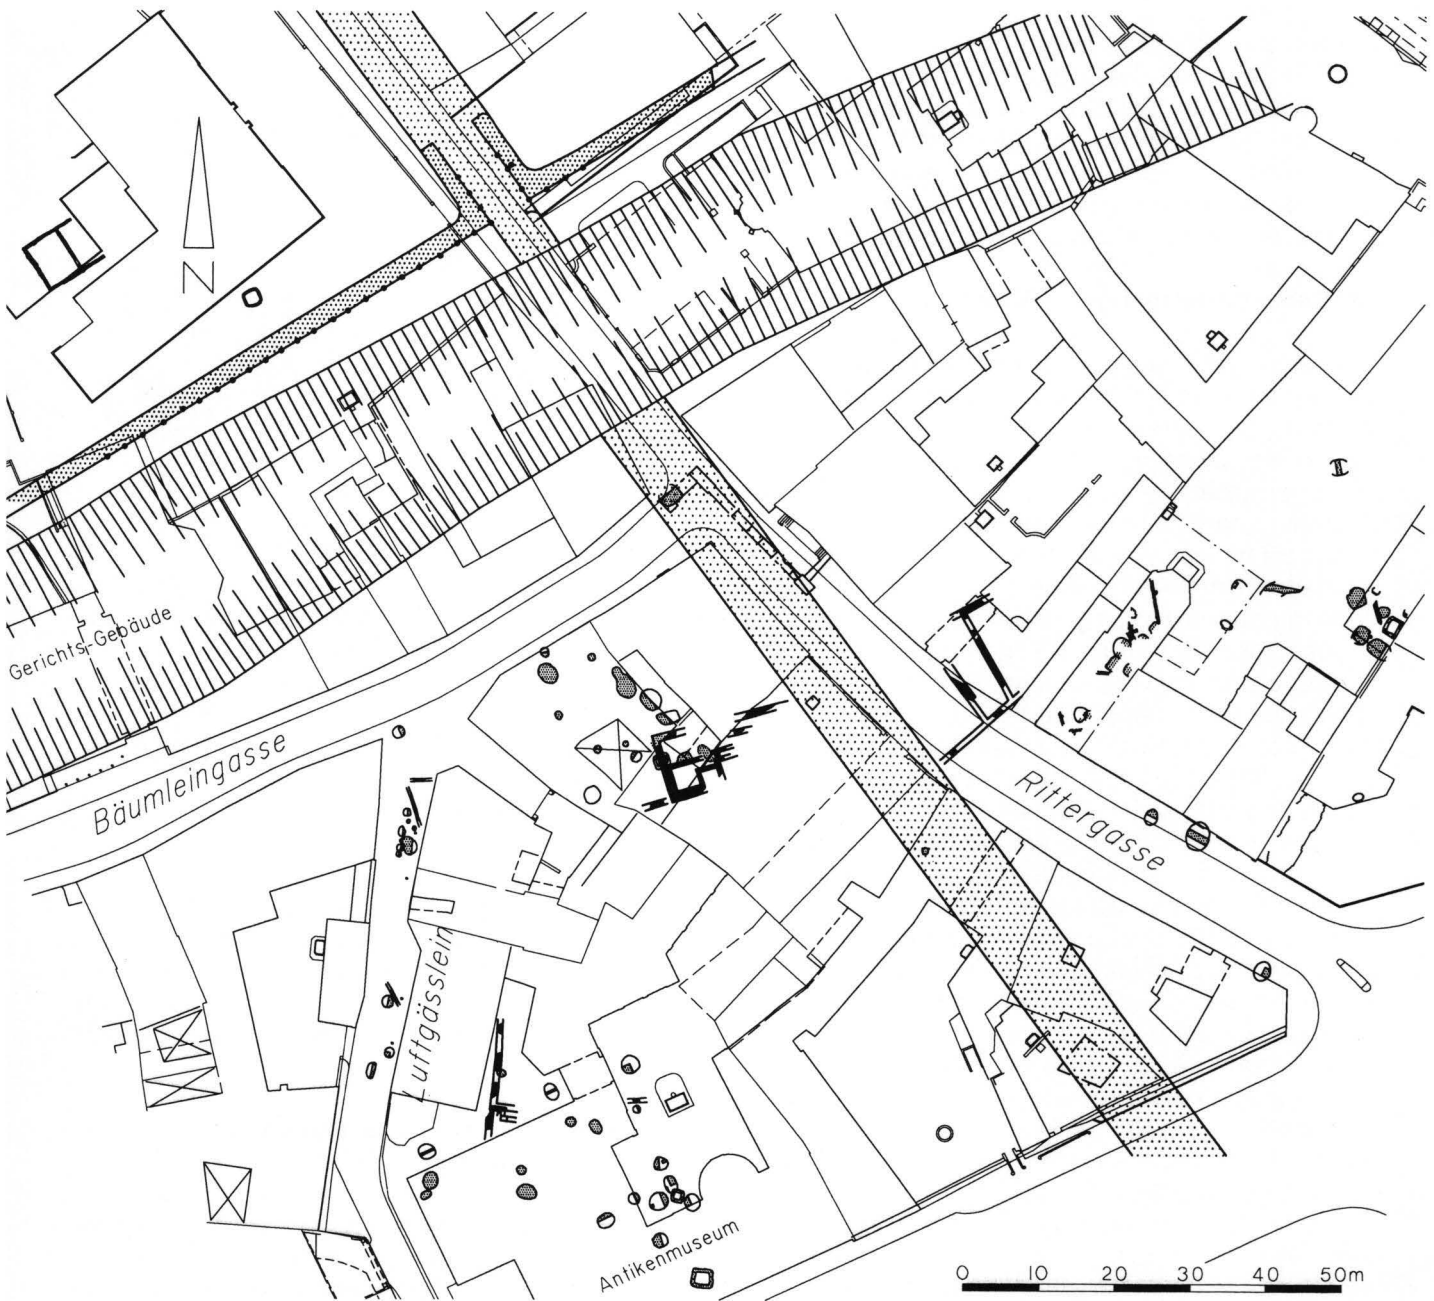 N
Gerichts-Gebäude
Bäumleingasse
Rittergasse
Luftgässlein
Antikenmuseum
0 10 20 30 40 50m